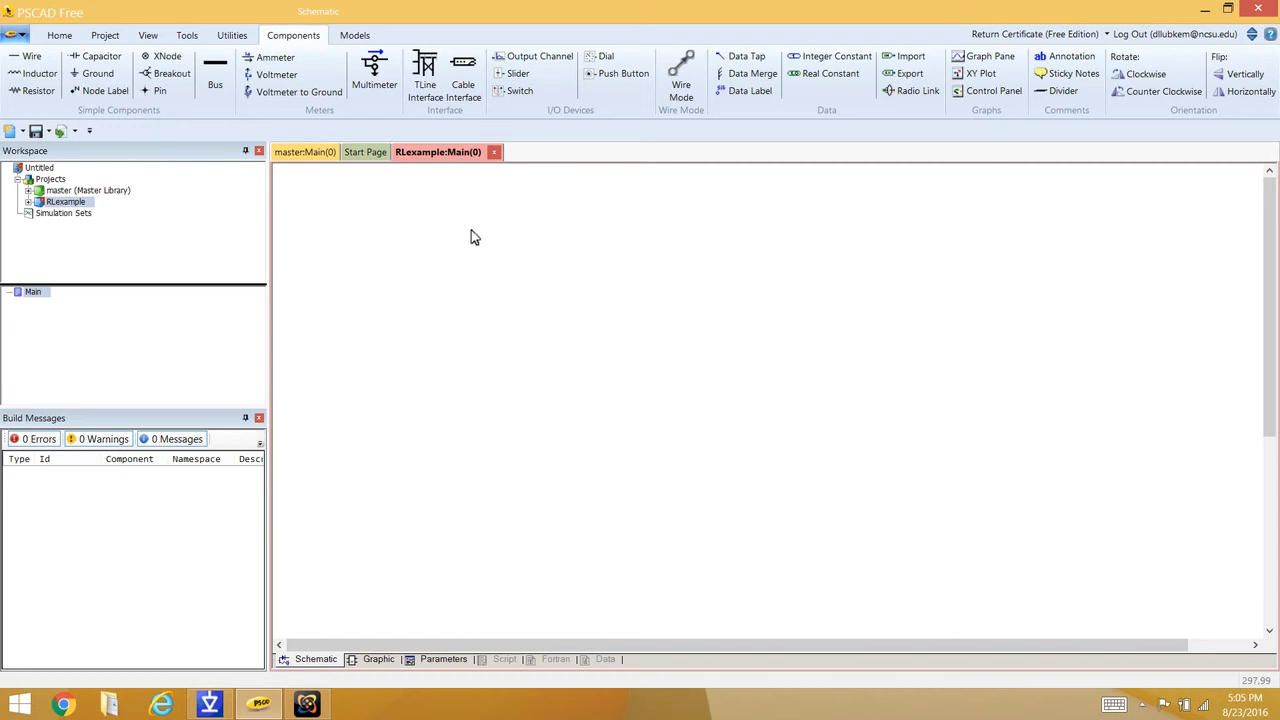 PSCAD Free
Schematic
Home Project View Tools Utilities Components Models
Return Certificate (Free Edition) Log Out (dllubkem@ncsu.edu)
Wire Capacitor XNode
Inductor Ground Breakout
Resistor Node Label Pin
Simple Components
Bus
Ammeter
Voltmeter
Voltmeter to Ground
Meters
Multimeter
TLine Interface
Cable Interface
Interface
Output Channel Dial
Slider Push Button
Switch
I/O Devices
Wire Mode
Wire Mode
Data Tap Integer Constant Import
Data Merge Real Constant Export
Data Label Radio Link
Data
Graph Pane
XY Plot
Control Panel
Graphs
Annotation
Sticky Notes
Divider
Comments
Rotate: Flip:
Clockwise Vertically
Counter Clockwise Horizontally
Orientation
Workspace
Untitled
Projects
master (Master Library)
RLexample
Simulation Sets
Main
Build Messages
0 Errors 0 Warnings 0 Messages
Type Id Component Namespace Descr
master:Main(0) Start Page RLexample:Main(0)
Schematic Graphic Parameters Script Fortran Data
297,99
PSCAD
5:05 PM
8/23/2016